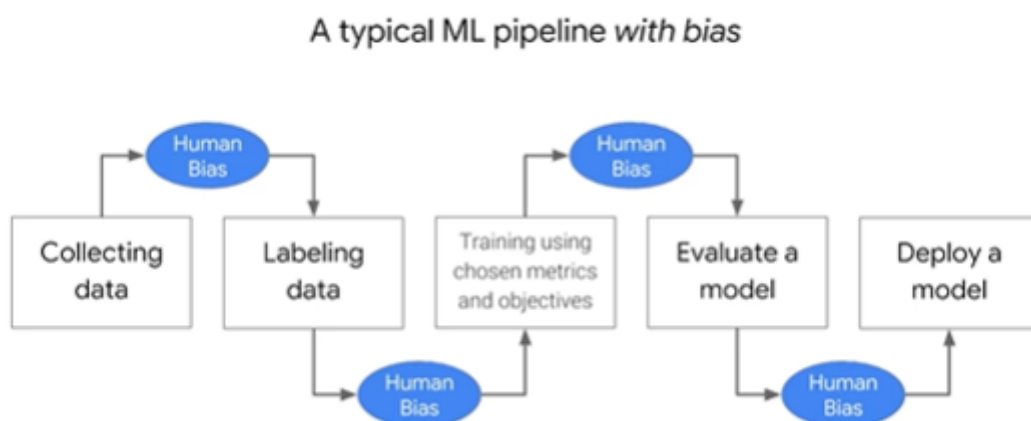 A typical ML pipeline with bias
Human
Bias
Human
Bias
Collecting
data
Labeling
data
Training using
chosen metrics
and objectives
Evaluate a
model
Deploy a
model
Human
Bias
Human
Bias